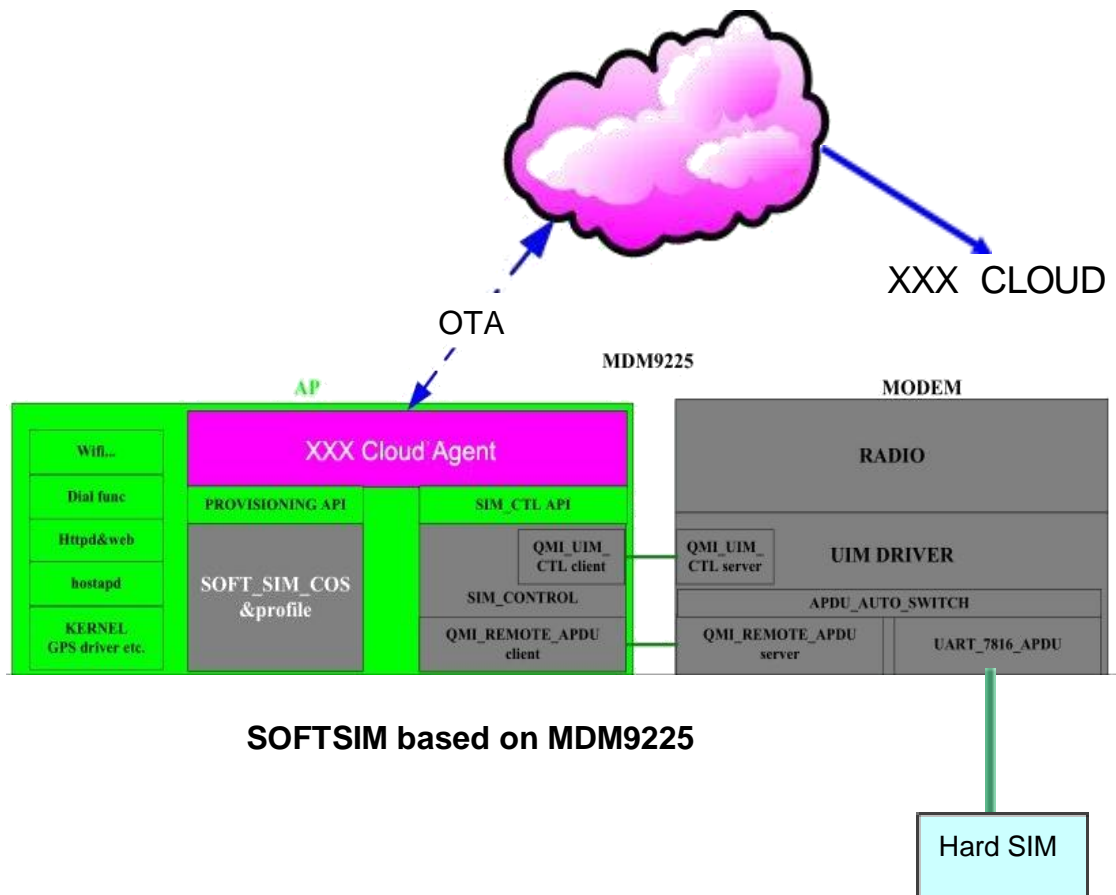 XXX CLOUD
OTA
MDM9225
AP
MODEM
Wifi...
Dial func
Httpd&web
hostapd
KERNEL
GPS driver etc.
XXX Cloud Agent
PROVISIONING API
SOFT_SIM_COS
&profile
SIM_CTL API
QMI_UIM_
CTL client
SIM_CONTROL
QMI_REMOTE_APDU
client
RADIO
QMI_UIM_
CTL server
UIM DRIVER
APDU_AUTO_SWITCH
QMI_REMOTE_APDU
server
UART_7816_APDU
SOFTSIM based on MDM9225
Hard SIM